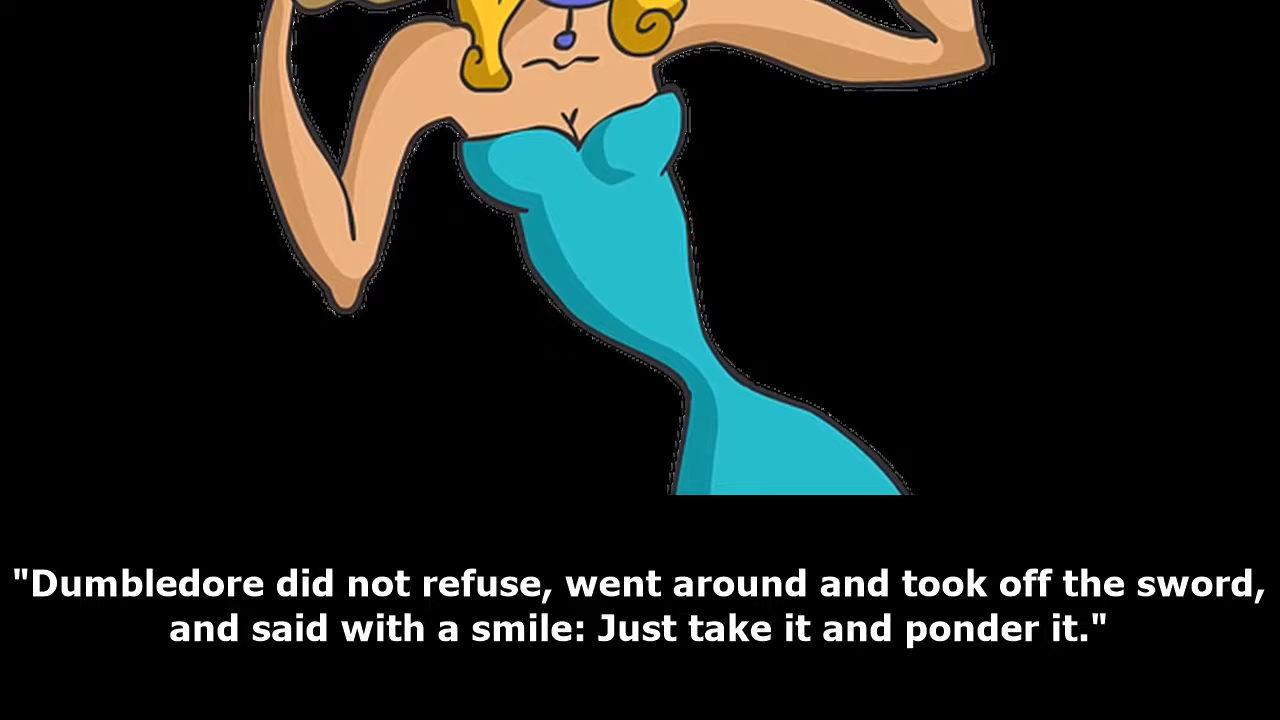 "Dumbledore did not refuse, went around and took off the sword,
and said with a smile: Just take it and ponder it."